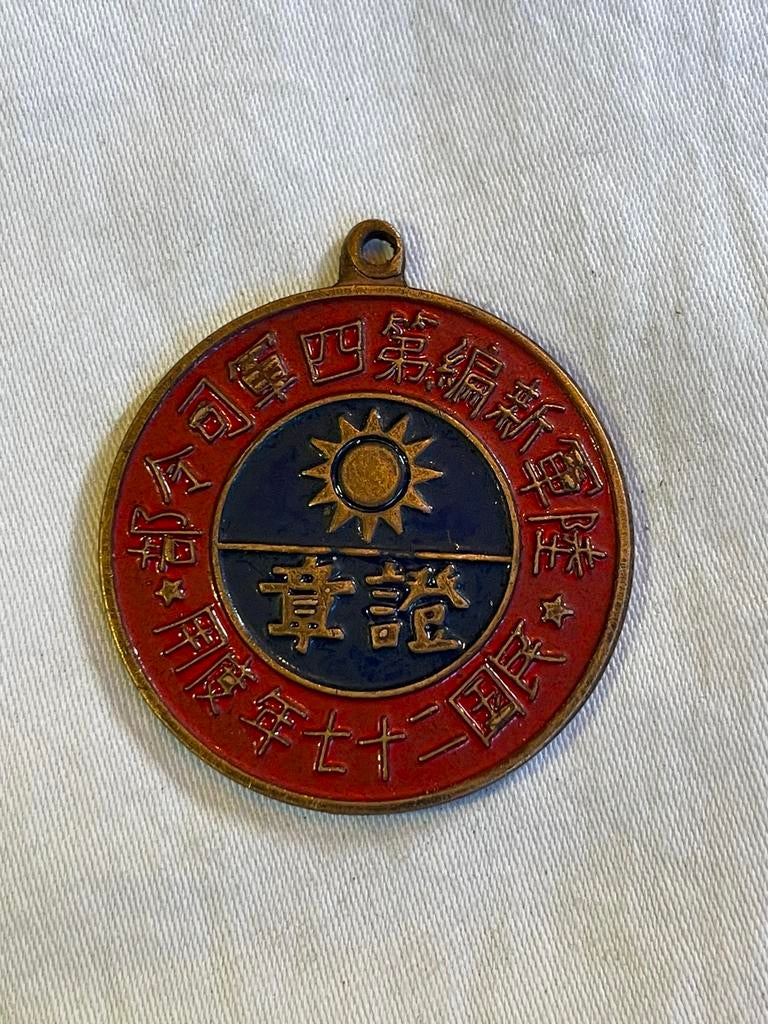 陸軍新編第四軍司令部
證章
民國二十七年度用